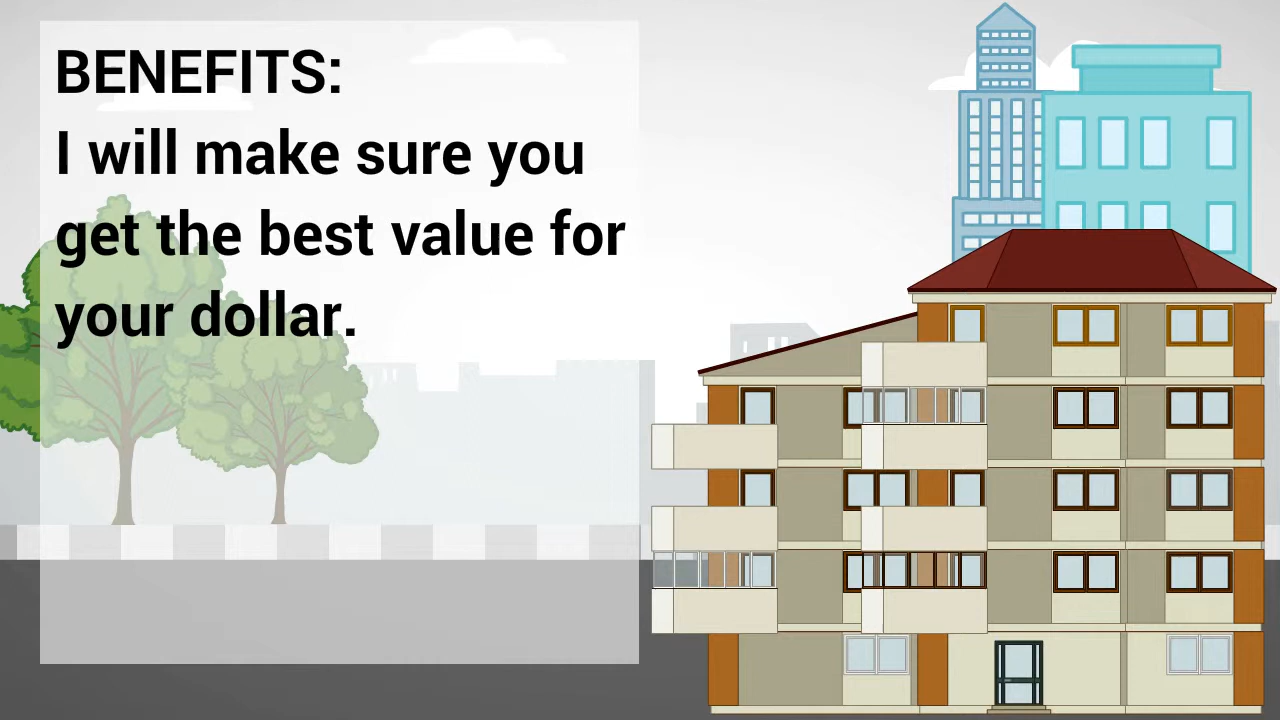 BENEFITS:
I will make sure you
get the best value for
your dollar.